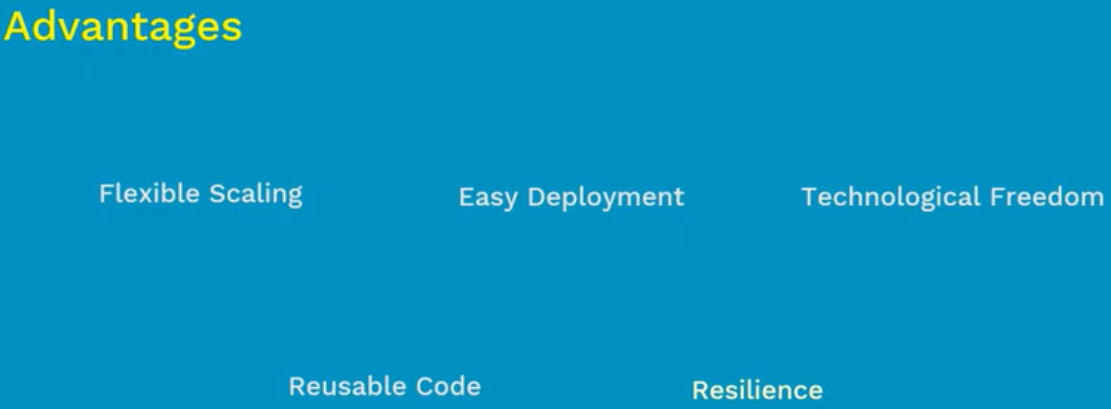 Advantages
Flexible Scaling
Easy Deployment
Technological Freedom
Reusable Code
Resilience